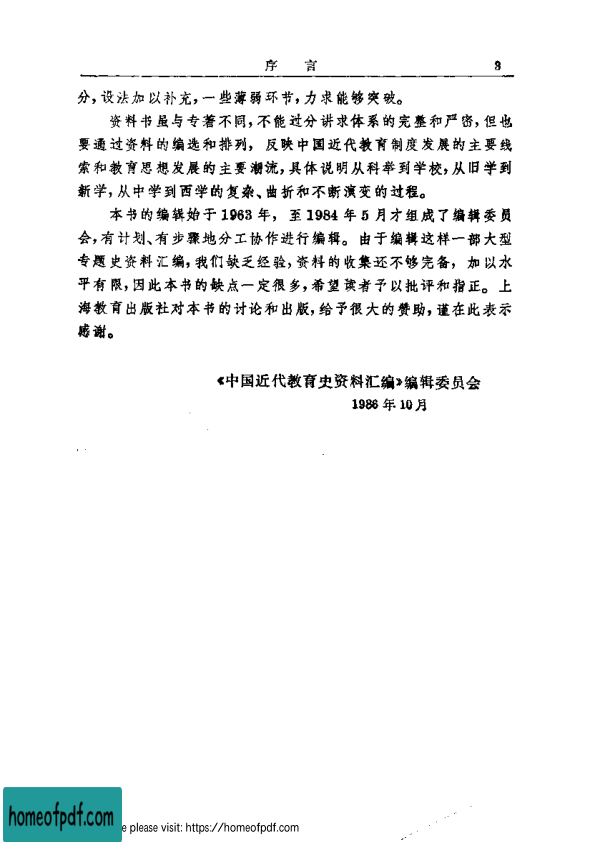 序 言 3
分,设法加以补充,一些薄弱环节,力求能够突破。
资料书虽与专著不同,不能过分讲求体系的完整和严密,但也
要通过资料的编选和排列, 反映中国近代教育制度发展的主要线
索和教育思想发展的主要潮流,具体说明从科举到学校,从旧学到
新学,从中学到西学的复杂、曲折和不断演变的过程。
本书的编辑始于1963年, 至1984年5月才组成了编辑委员
会,有计划、有步骤地分工协作进行编辑。由于编辑这样一部大型
专题史资料汇编,我们缺乏经验,资料的收集还不够完备, 加以水
平有限,因此本书的缺点一定很多,希望读者予以批评和指正。上
海教育出版社对本书的讨论和出版,给予很大的赞助,谨在此表示
感谢。
《中国近代教育史资料汇编》编辑委员会
1986年10月
homeofpdf.com
e please visit: https://homeofpdf.com